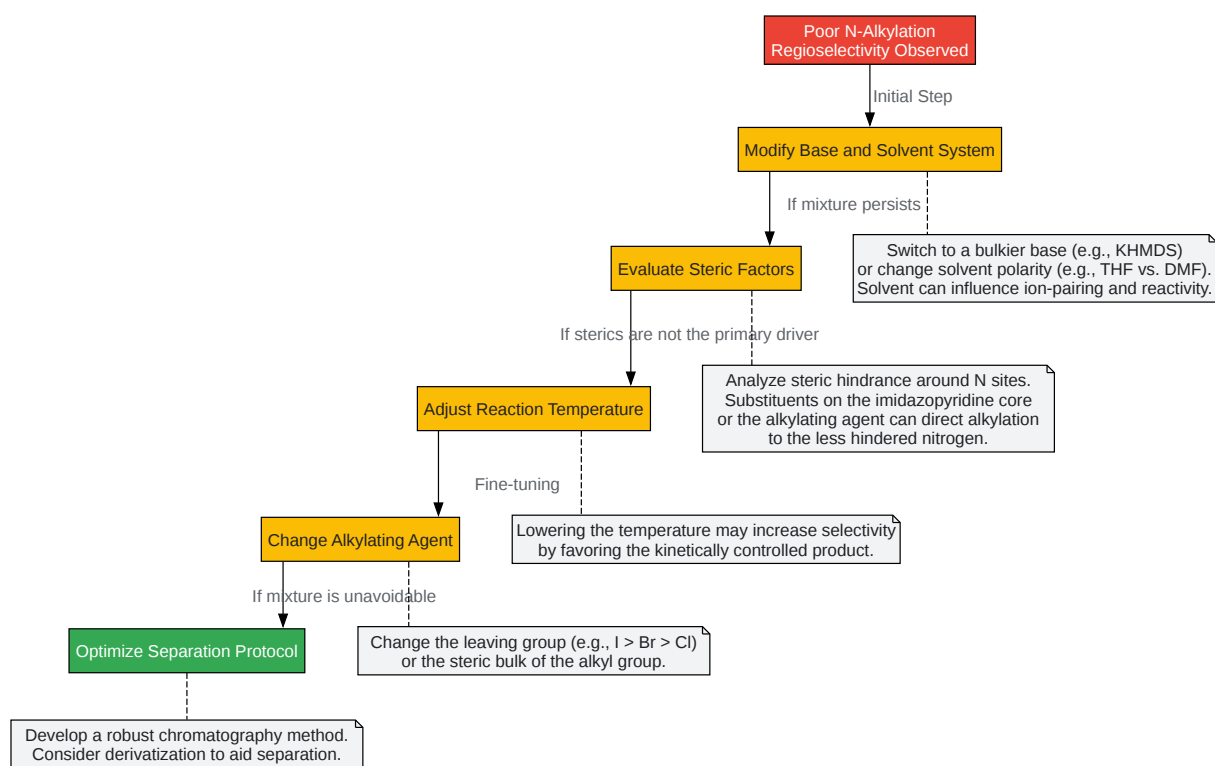 Poor N-Alkylation
Regioselectivity Observed
Initial Step
Modify Base and Solvent System
If mixture persists
Switch to a bulkier base (e.g., KHMDS)
or change solvent polarity (e.g., THF vs. DMF).
Solvent can influence ion-pairing and reactivity.
Evaluate Steric Factors
If sterics are not the primary driver
Analyze steric hindrance around N sites.
Substituents on the imidazopyridine core
or the alkylating agent can direct alkylation
to the less hindered nitrogen.
Adjust Reaction Temperature
Fine-tuning
Lowering the temperature may increase selectivity
by favoring the kinetically controlled product.
Change Alkylating Agent
If mixture is unavoidable
Change the leaving group (e.g., I > Br > Cl)
or the steric bulk of the alkyl group.
Optimize Separation Protocol
Develop a robust chromatography method.
Consider derivatization to aid separation.